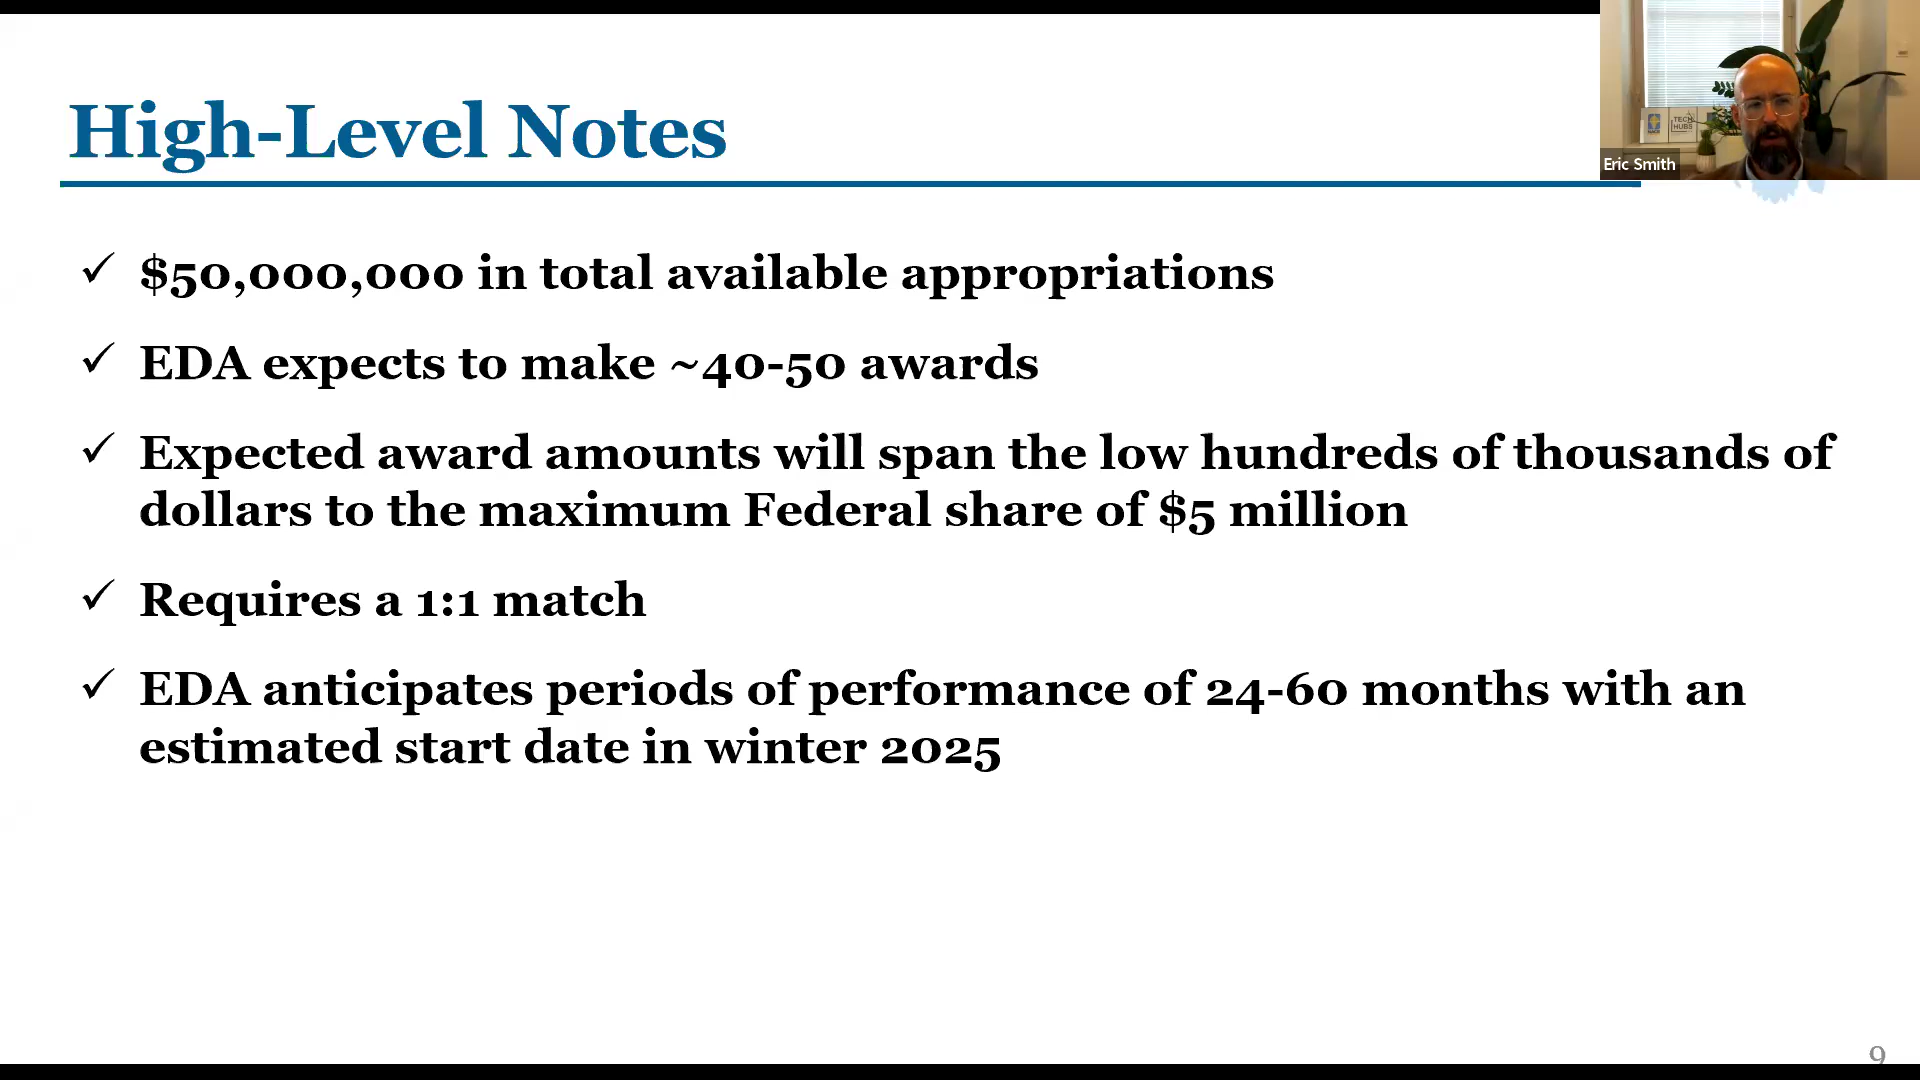 High-Level Notes
TECH
HUBS
Eric Smith
✓ $50,000,000 in total available appropriations
✓ EDA expects to make ~40-50 awards
✓ Expected award amounts will span the low hundreds of thousands of
dollars to the maximum Federal share of $5 million
✓ Requires a 1:1 match
✓ EDA anticipates periods of performance of 24-60 months with an
estimated start date in winter 2025
9